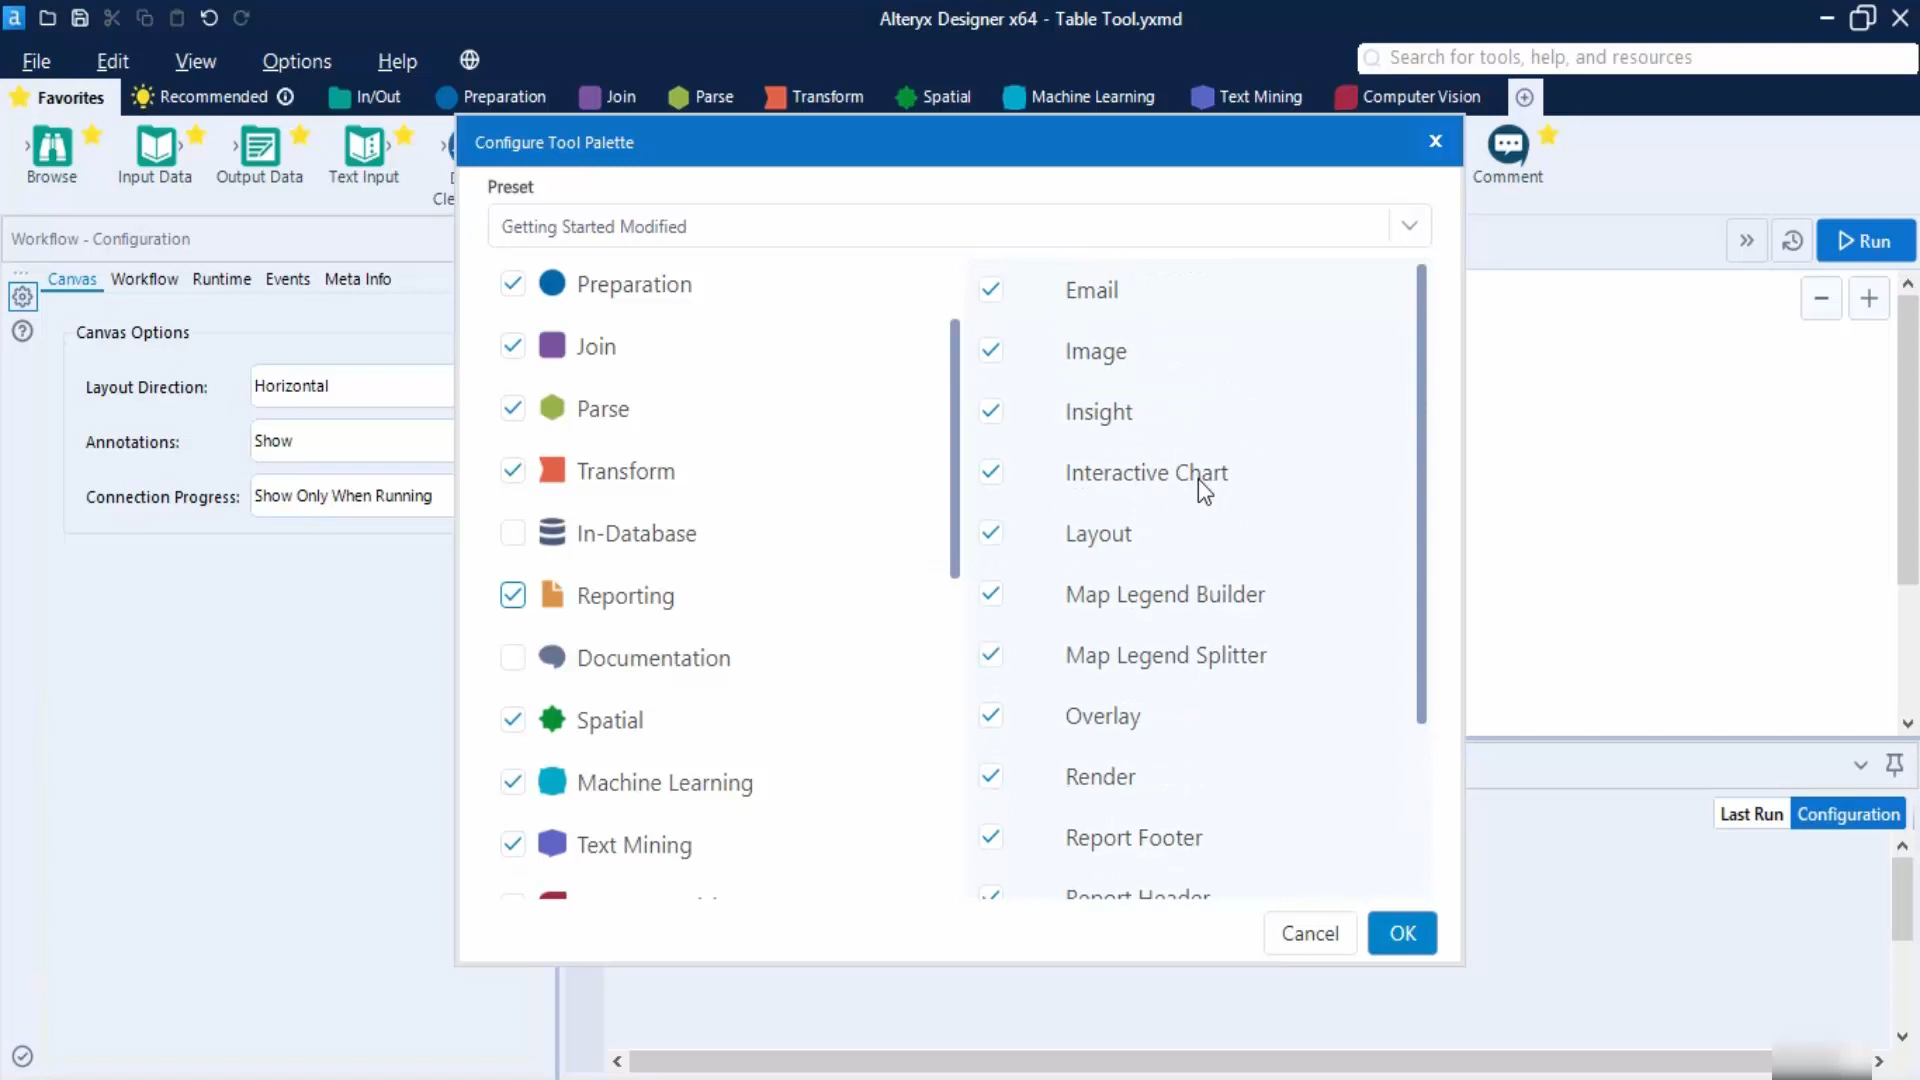 a
Alteryx Designer x64 - Table Tool.yxmd
File Edit View Options Help
Search for tools, help, and resources
Favorites Recommended In/Out Preparation Join Parse Transform Spatial Machine Learning Text Mining Computer Vision
Browse Input Data Output Data Text Input Comment
Cle
Configure Tool Palette
Preset
Getting Started Modified
Workflow - Configuration
Run
Canvas Workflow Runtime Events Meta Info
Canvas Options
Layout Direction: Horizontal
Annotations: Show
Connection Progress: Show Only When Running
Preparation
Join
Parse
Transform
In-Database
Reporting
Documentation
Spatial
Machine Learning
Text Mining
Email
Image
Insight
Interactive Chart
Layout
Map Legend Builder
Map Legend Splitter
Overlay
Render
Report Footer
Report Header
Cancel OK
Last Run Configuration